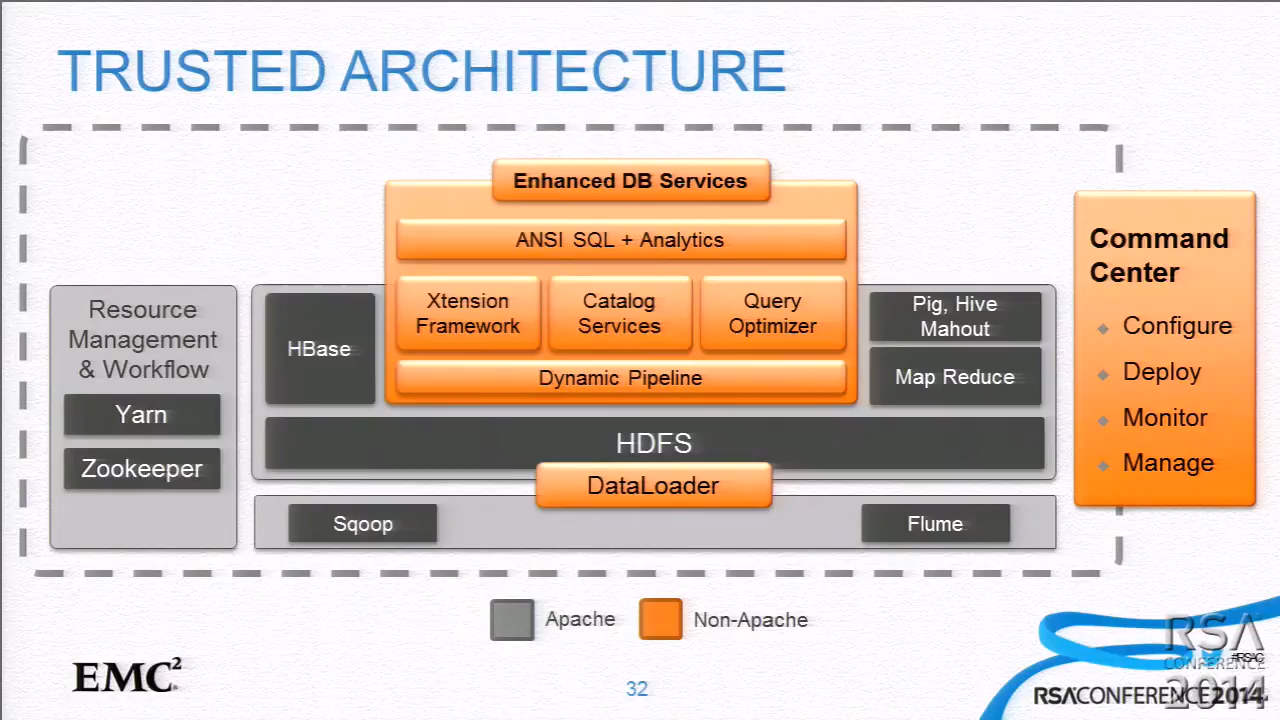 TRUSTED ARCHITECTURE
Enhanced DB Services
ANSI SQL + Analytics
Xtension
Framework
Catalog
Services
Query
Optimizer
Dynamic Pipeline
Resource
Management
& Workflow
Yarn
Zookeeper
HBase
Pig, Hive
Mahout
Map Reduce
HDFS
DataLoader
Sqoop
Flume
Command
Center
Configure
Deploy
Monitor
Manage
Apache
Non-Apache
EMC²
32
RSA
CONFERENCE
2014
#RSAC
RSACONFERENCE2014